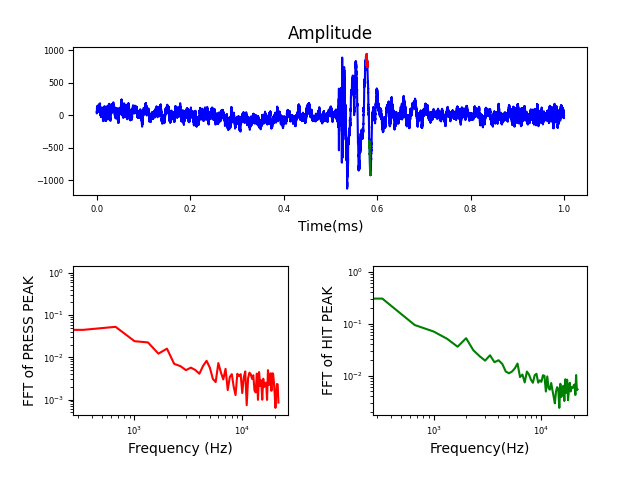 Amplitude
1000
500
0
−500
−1000
0.0 0.2 0.4 0.6 0.8 1.0
Time(ms)
FFT of PRESS PEAK
10⁰
10⁻¹
10⁻²
10⁻³
10³ 10⁴
Frequency (Hz)
FFT of HIT PEAK
10⁰
10⁻¹
10⁻²
10³ 10⁴
Frequency(Hz)